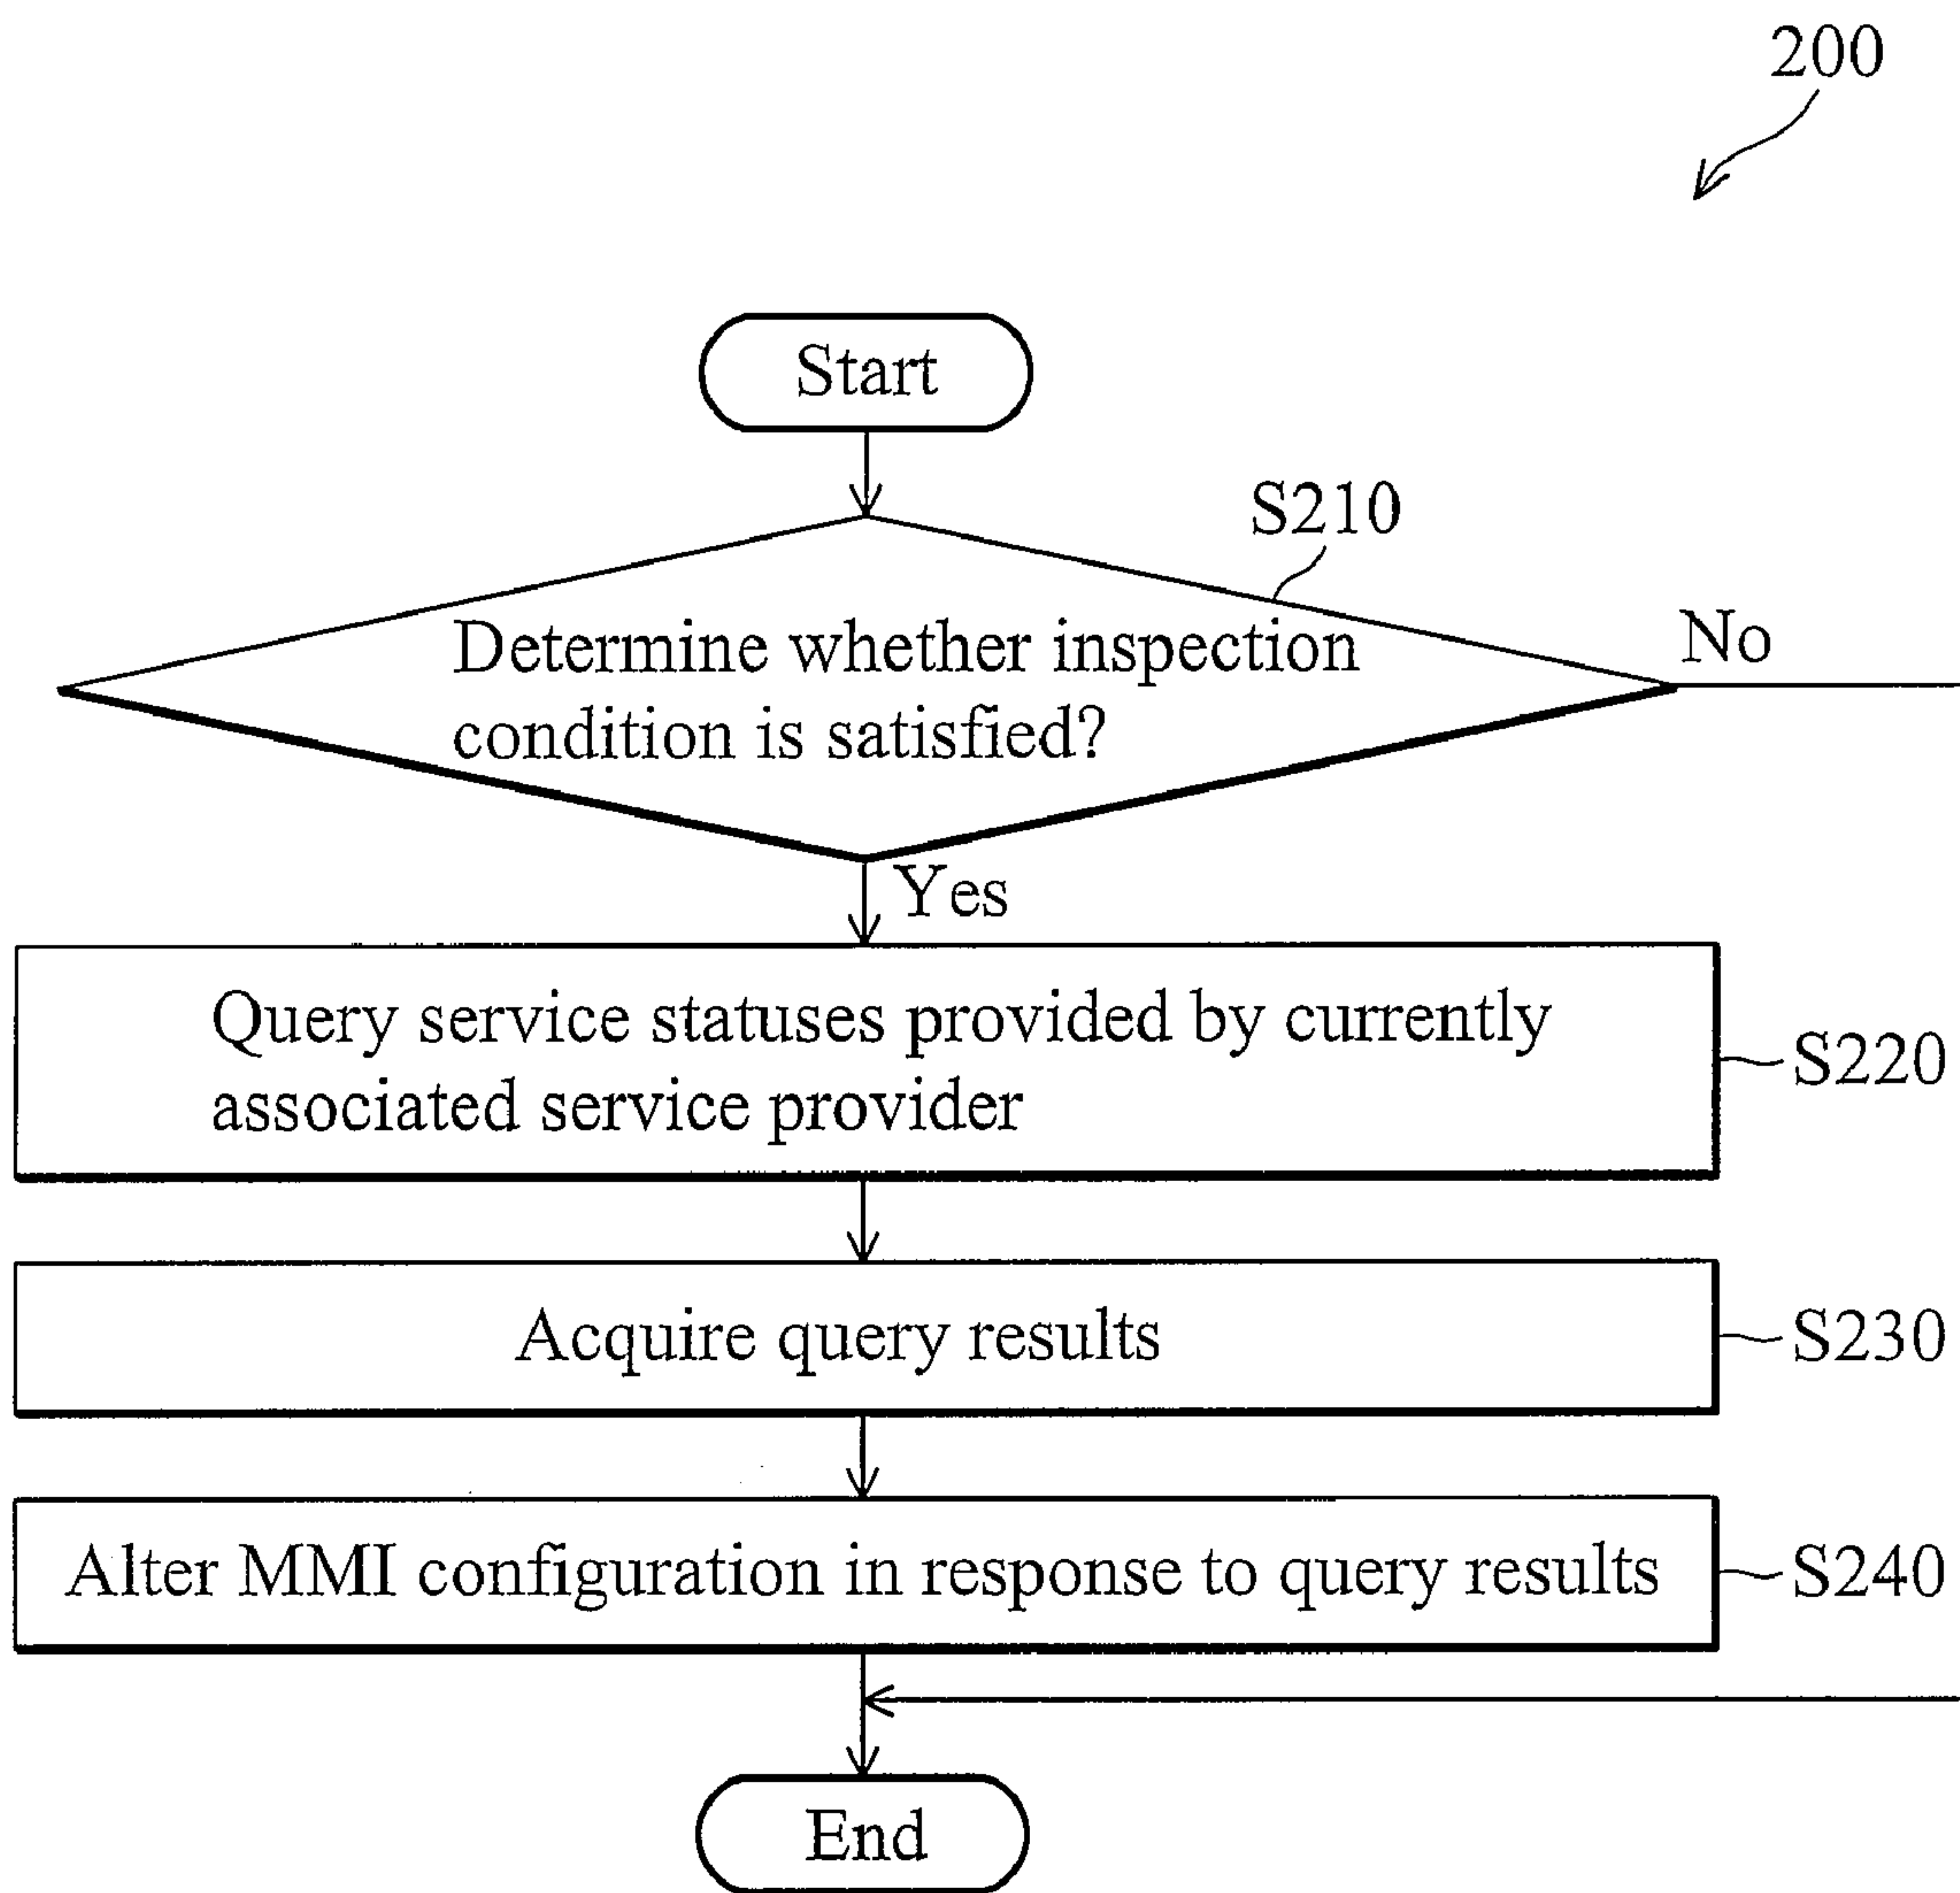 200
Start
S210
Determine whether inspection
condition is satisfied?
No
Yes
Query service statuses provided by currently
associated service provider
S220
Acquire query results
S230
Alter MMI configuration in response to query results
S240
End